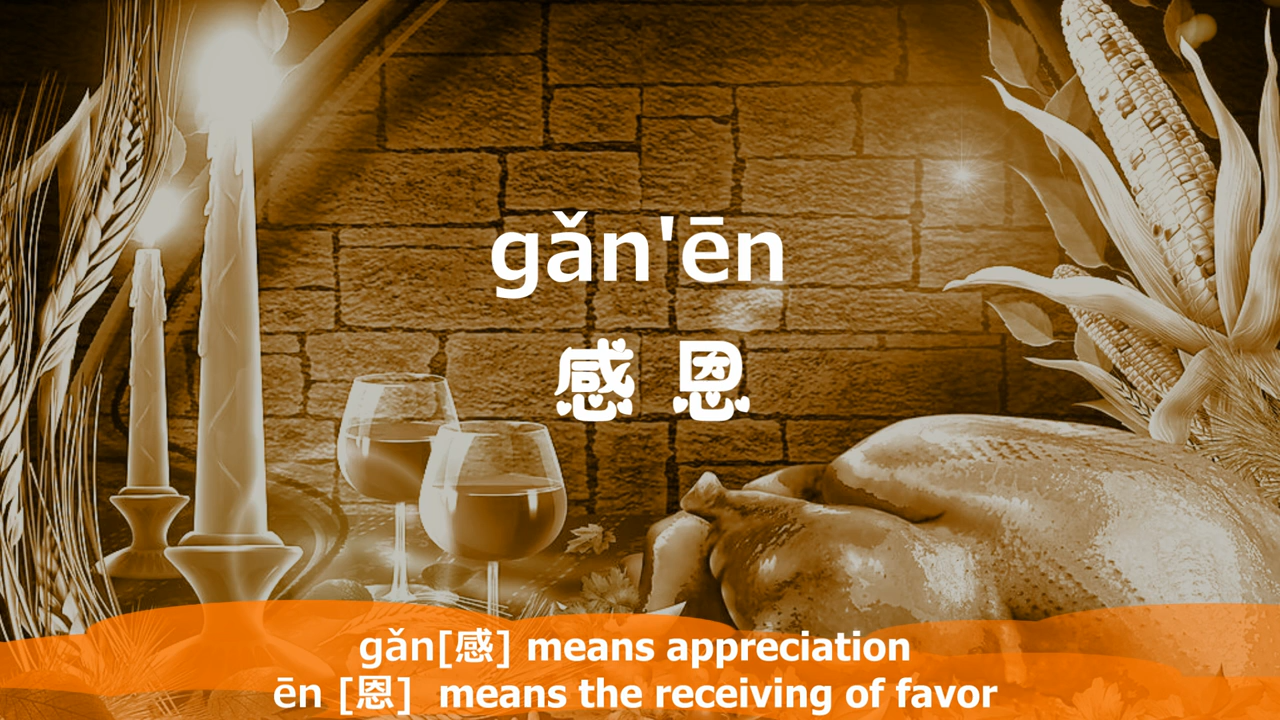 gǎn'ēn
感 恩
gǎn[感] means appreciation
ēn [恩] means the receiving of favor